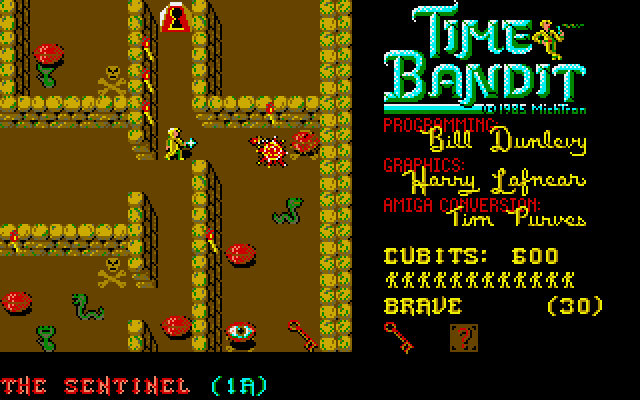 TIME
BANDIT
© 1985 MichTron
PROGRAMMING:
Bill Dunlevy
GRAPHICS:
Harry Lafnear
AMIGA CONVERSION:
Tim Purves
CUBITS: 600
BRAVE (30)
?
THE SENTINEL (1A)